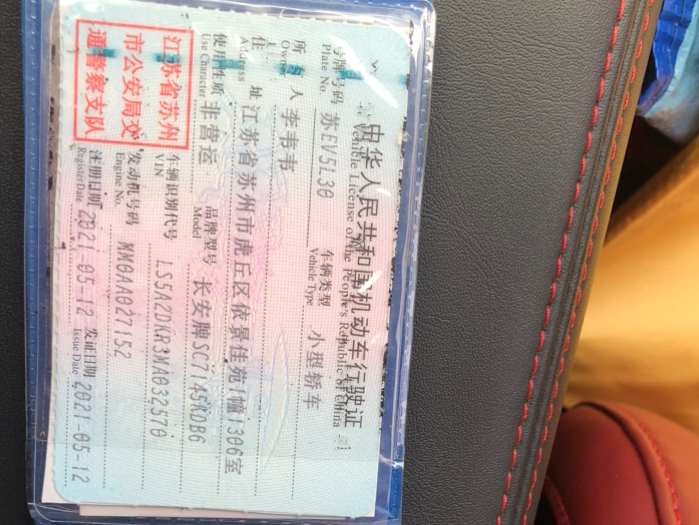 中华人民共和国机动车行驶证
Vehicle License of the People's Republic of China
号牌号码 苏EV5L30 车辆类型 小型轿车
Plate No. Vehicle Type
所有人 李书书
Owner
住址 江苏省苏州市虎丘区依景佳苑7幢1306室
Address
使用性质 非营运 品牌型号 长安牌SC7145KDB6
Use Character Model
江苏省苏州
市公安局交
通警察支队
车辆识别代号 LS5A2DKR3MA032570
VIN
发动机号码 MM0AA027152
Engine No.
注册日期 2021-05-12 发证日期 2021-05-12
Register Date Issue Date